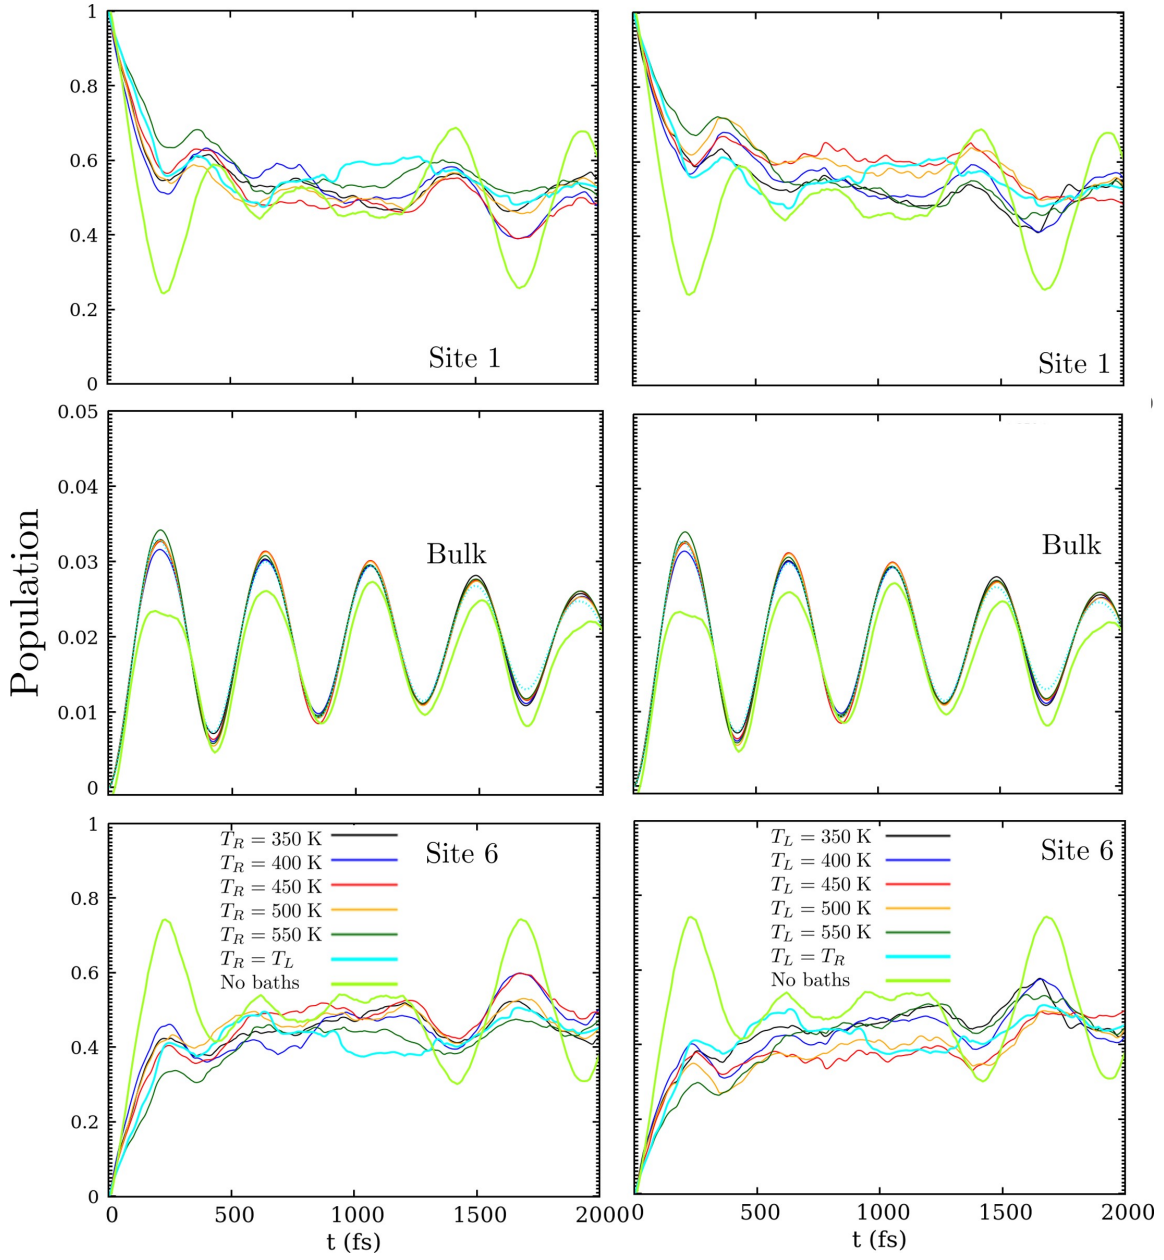 1
0.8
0.6
0.4
0.2
0
Site 1
Site 1
Population
0.05
0.04
0.03
0.02
0.01
0
Bulk
Bulk
1
0.8
0.6
0.4
0.2
0
T_R = 350 K
T_R = 400 K
T_R = 450 K
T_R = 500 K
T_R = 550 K
T_R = T_L
No baths
Site 6
T_L = 350 K
T_L = 400 K
T_L = 450 K
T_L = 500 K
T_L = 550 K
T_L = T_R
No baths
Site 6
0 500 1000 1500 2000
t (fs)
0 500 1000 1500 2000
t (fs)